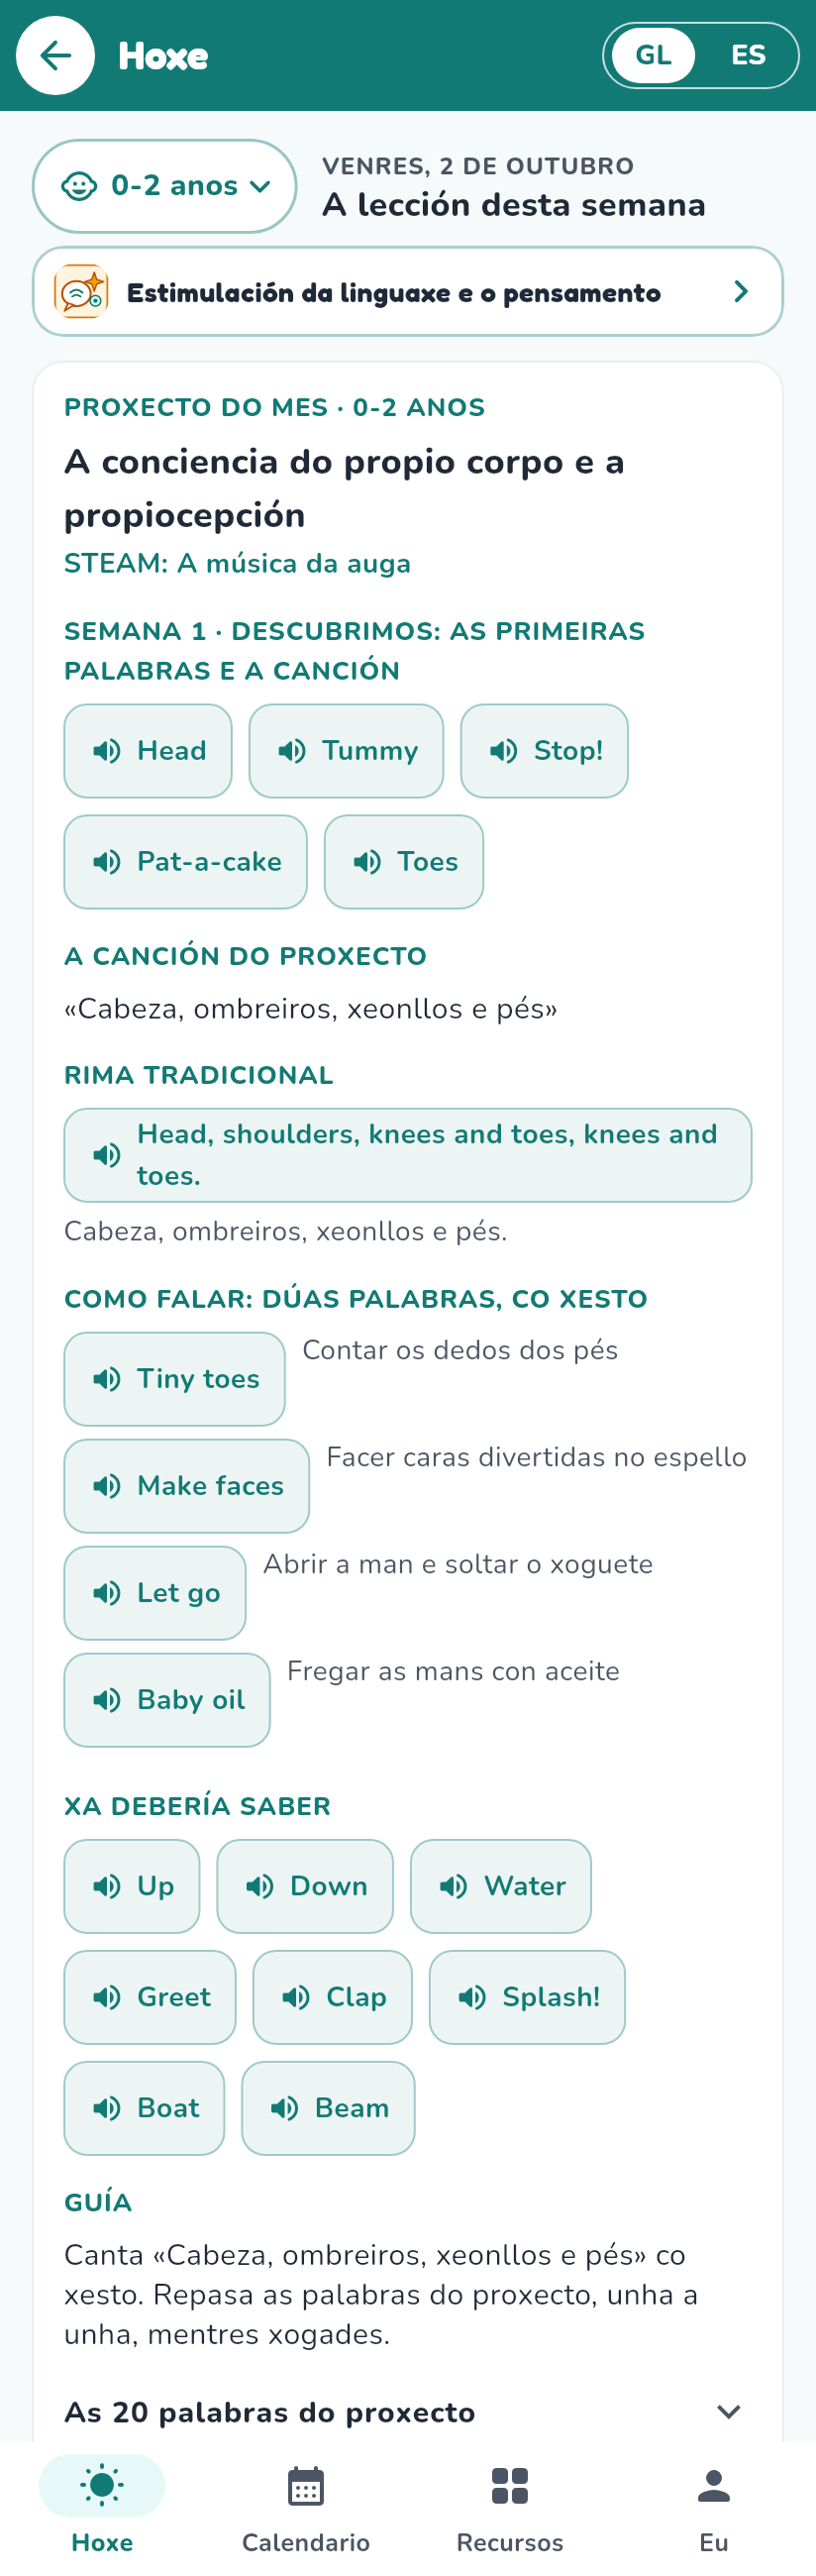 Hoxe
GL
ES
0-2 anos
VENRES, 2 DE OUTUBRO
A lección desta semana
Estimulación da linguaxe e o pensamento
PROXECTO DO MES · 0-2 ANOS
A conciencia do propio corpo e a
propiocepción
STEAM: A música da auga
SEMANA 1 · DESCUBRIMOS: AS PRIMEIRAS
PALABRAS E A CANCIÓN
Head
Tummy
Stop!
Pat-a-cake
Toes
A CANCIÓN DO PROXECTO
«Cabeza, ombreiros, xeonllos e pés»
RIMA TRADICIONAL
Head, shoulders, knees and toes, knees and
toes.
Cabeza, ombreiros, xeonllos e pés.
COMO FALAR: DÚAS PALABRAS, CO XESTO
Tiny toes
Contar os dedos dos pés
Make faces
Facer caras divertidas no espello
Let go
Abrir a man e soltar o xoguete
Baby oil
Fregar as mans con aceite
XA DEBERÍA SABER
Up
Down
Water
Greet
Clap
Splash!
Boat
Beam
GUÍA
Canta «Cabeza, ombreiros, xeonllos e pés» co
xesto. Repasa as palabras do proxecto, unha a
unha, mentres xogades.
As 20 palabras do proxecto
Hoxe
Calendario
Recursos
Eu